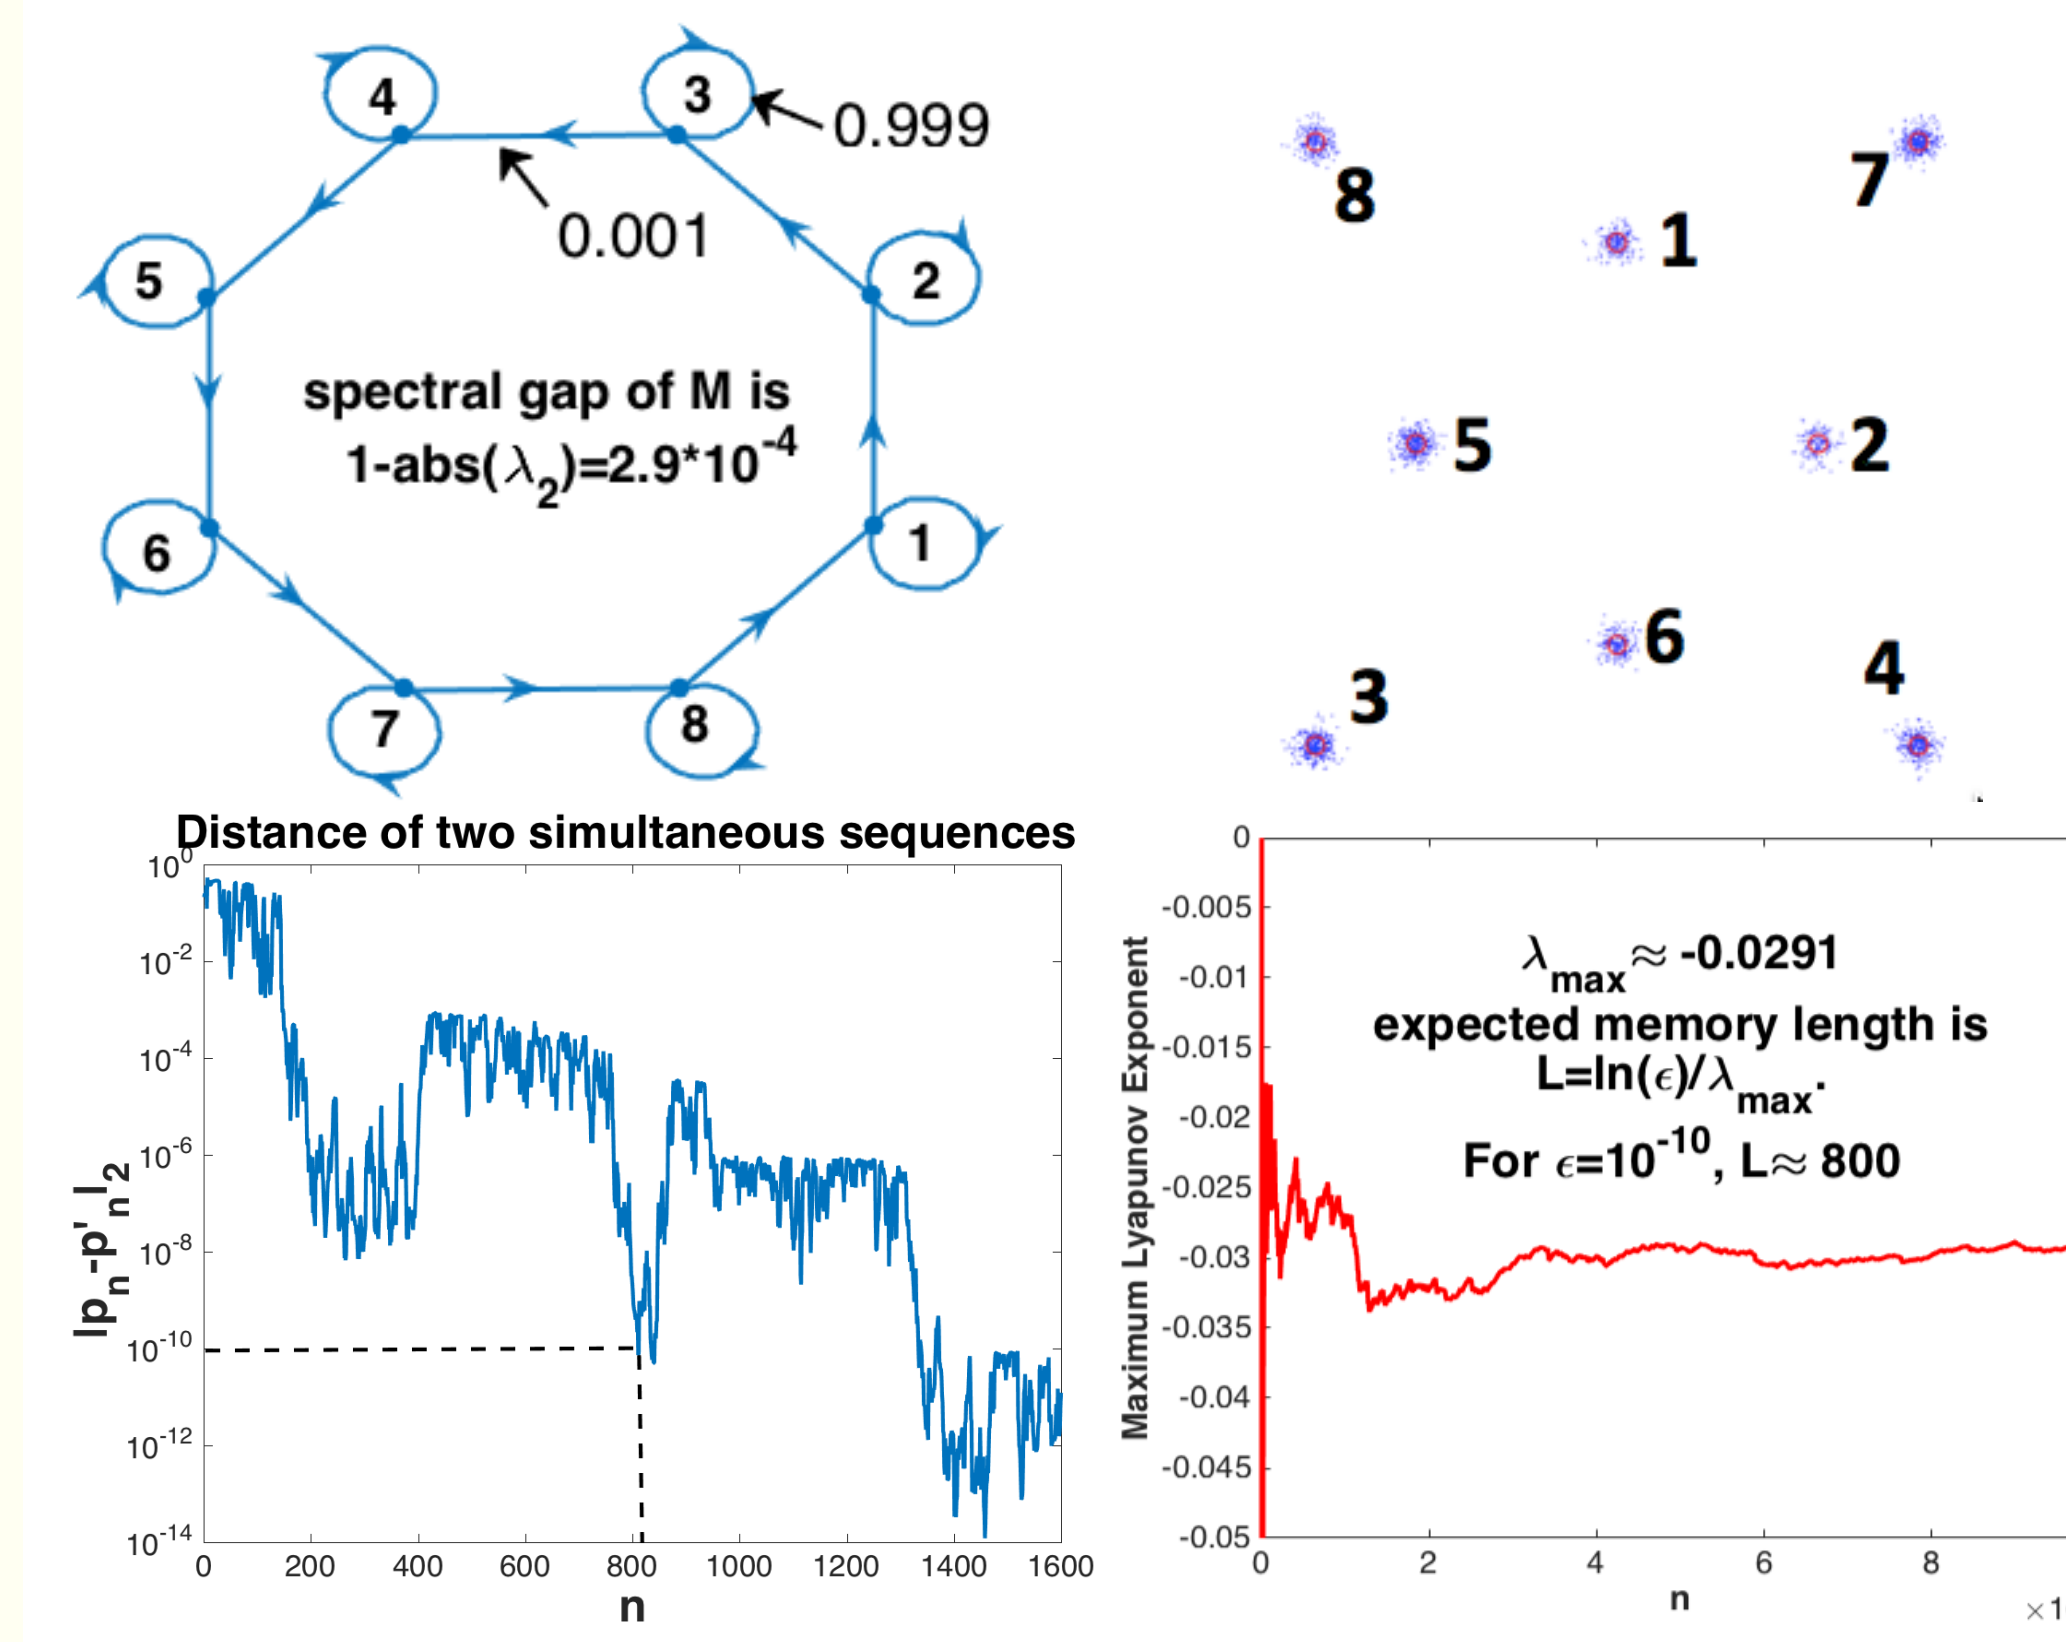 4
3
0.999
0.001
5
2
spectral gap of M is
1-abs(λ₂)=2.9*10⁻⁴
6
1
7
8
8
7
1
5
2
6
3
4
Distance of two simultaneous sequences
10⁰
10⁻²
10⁻⁴
10⁻⁶
10⁻⁸
10⁻¹⁰
10⁻¹²
10⁻¹⁴
|pₙ-p'ₙ|₂
0 200 400 600 800 1000 1200 1400 1600
n
0
-0.005
-0.01
-0.015
-0.02
-0.025
-0.03
-0.035
-0.04
-0.045
-0.05
Maximum Lyapunov Exponent
λmax ≈ -0.0291
expected memory length is
L=ln(ϵ)/λmax.
For ϵ=10⁻¹⁰, L≈ 800
0 2 4 6 8
n